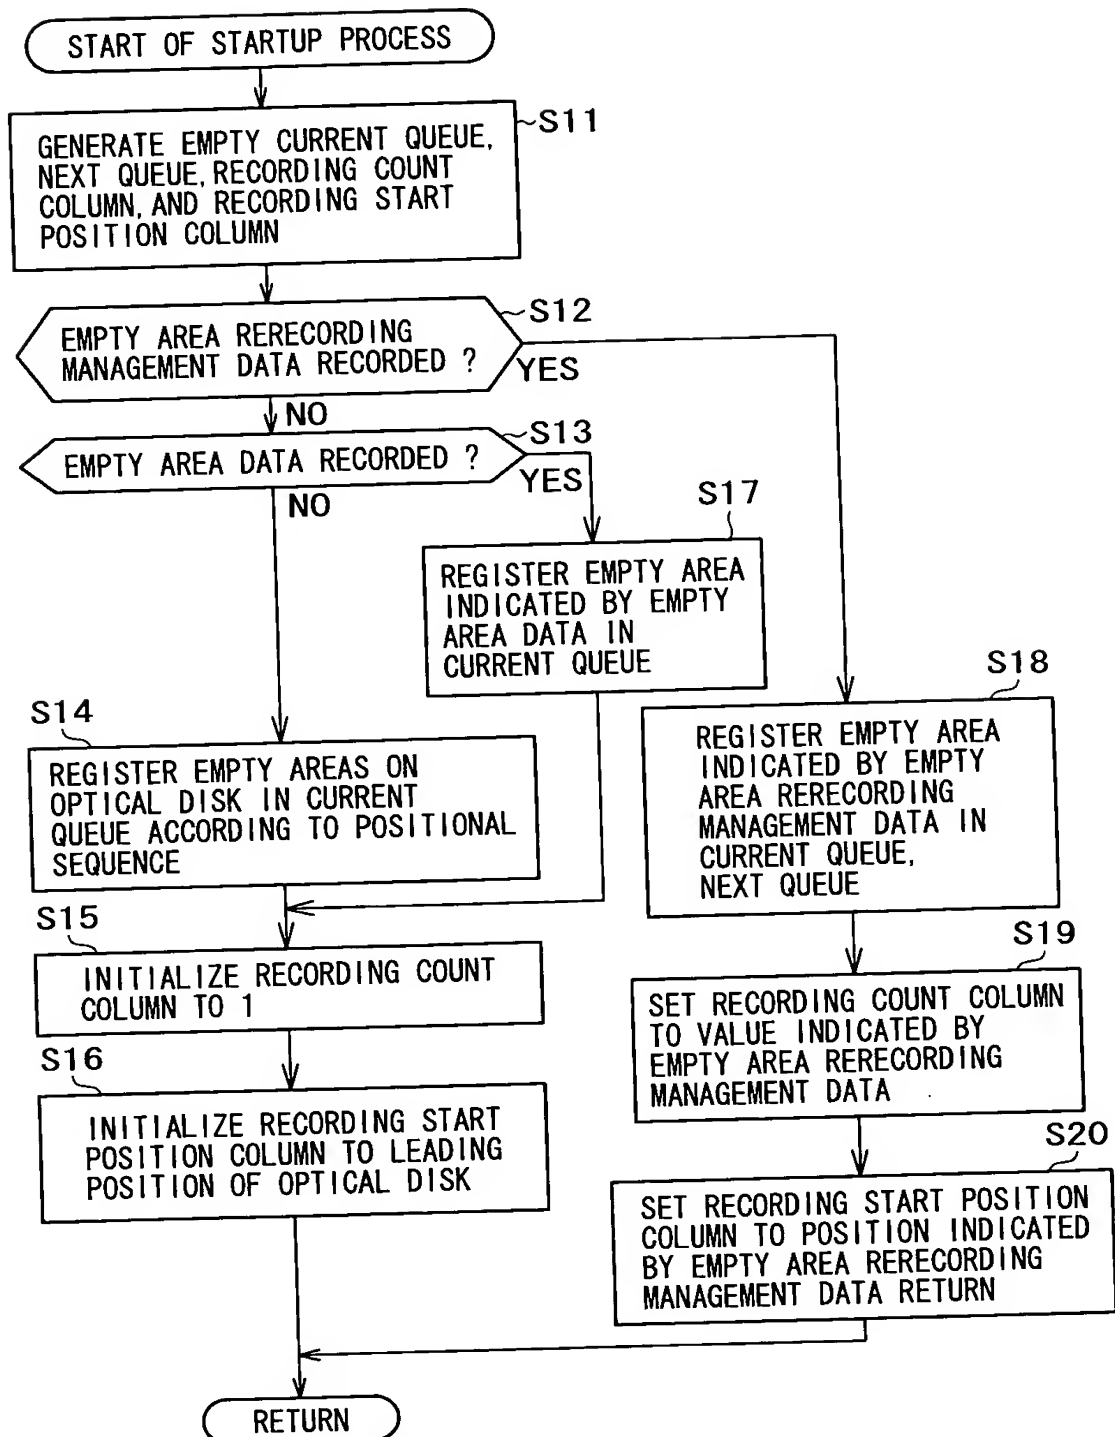 START OF STARTUP PROCESS
S11
GENERATE EMPTY CURRENT QUEUE,
NEXT QUEUE, RECORDING COUNT
COLUMN, AND RECORDING START
POSITION COLUMN
S12
EMPTY AREA RERECORDING
MANAGEMENT DATA RECORDED ?
YES
NO
S13
EMPTY AREA DATA RECORDED ?
YES
NO
S17
REGISTER EMPTY AREA
INDICATED BY EMPTY
AREA DATA IN
CURRENT QUEUE
S18
REGISTER EMPTY AREA
INDICATED BY EMPTY
AREA RERECORDING
MANAGEMENT DATA IN
CURRENT QUEUE,
NEXT QUEUE
S14
REGISTER EMPTY AREAS ON
OPTICAL DISK IN CURRENT
QUEUE ACCORDING TO POSITIONAL
SEQUENCE
S15
INITIALIZE RECORDING COUNT
COLUMN TO 1
S19
SET RECORDING COUNT COLUMN
TO VALUE INDICATED BY
EMPTY AREA RERECORDING
MANAGEMENT DATA
S16
INITIALIZE RECORDING START
POSITION COLUMN TO LEADING
POSITION OF OPTICAL DISK
S20
SET RECORDING START POSITION
COLUMN TO POSITION INDICATED
BY EMPTY AREA RERECORDING
MANAGEMENT DATA RETURN
RETURN